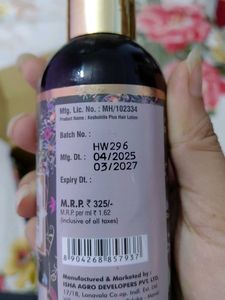 Mfg. Lic. No. : MH/102334
Product Name : Keshohills Plus Hair Lotion
Batch No. :
HW296
Mfg. Dt. : 04/2025
03/2027
Expiry Dt. :
M.R.P. ₹ 325/-
M.R.P per ml ₹ 1.62
(inclusive of all taxes)
8904268857937
Manufactured & Marketed by
ISHA AGRO DEVELOPERS PVT. LTD.
17/18, Lonavala Co.op. Indl. Est. Ltd